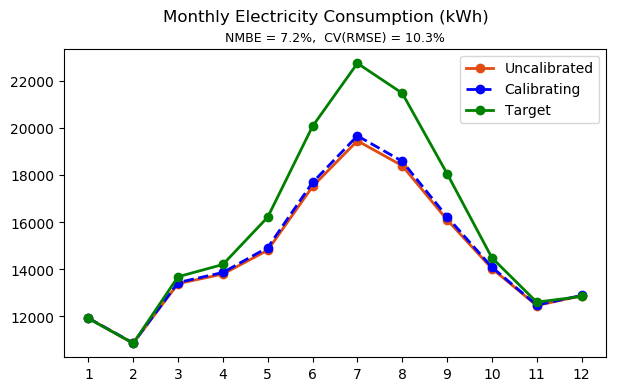 Monthly Electricity Consumption (kWh)
NMBE = 7.2%,  CV(RMSE) = 10.3%
Uncalibrated
Calibrating
Target
22000
20000
18000
16000
14000
12000
1 2 3 4 5 6 7 8 9 10 11 12